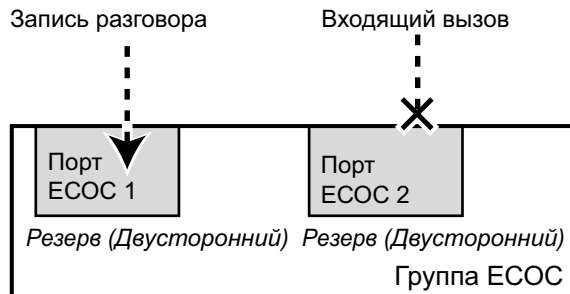 Запись разговора
Входящий вызов
Порт
ЕСОС 1
Порт
ЕСОС 2
Резерв (Двусторонний)
Резерв (Двусторонний)
Группа ЕСОС